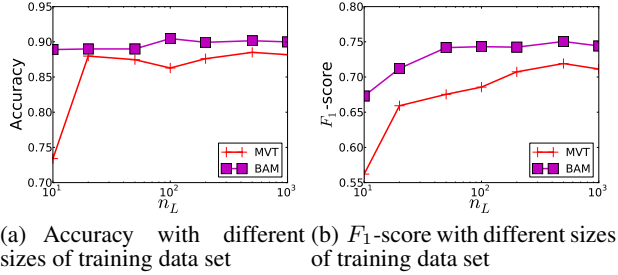 0.95
0.90
0.85
0.80
0.75
0.70
Accuracy
10^1
10^2
10^3
n_L
MVT
BAM
0.80
0.75
0.70
0.65
0.60
0.55
F_1-score
10^1
10^2
10^3
n_L
MVT
BAM
(a) Accuracy with different
sizes of training data set
(b) F_1-score with different sizes
of training data set